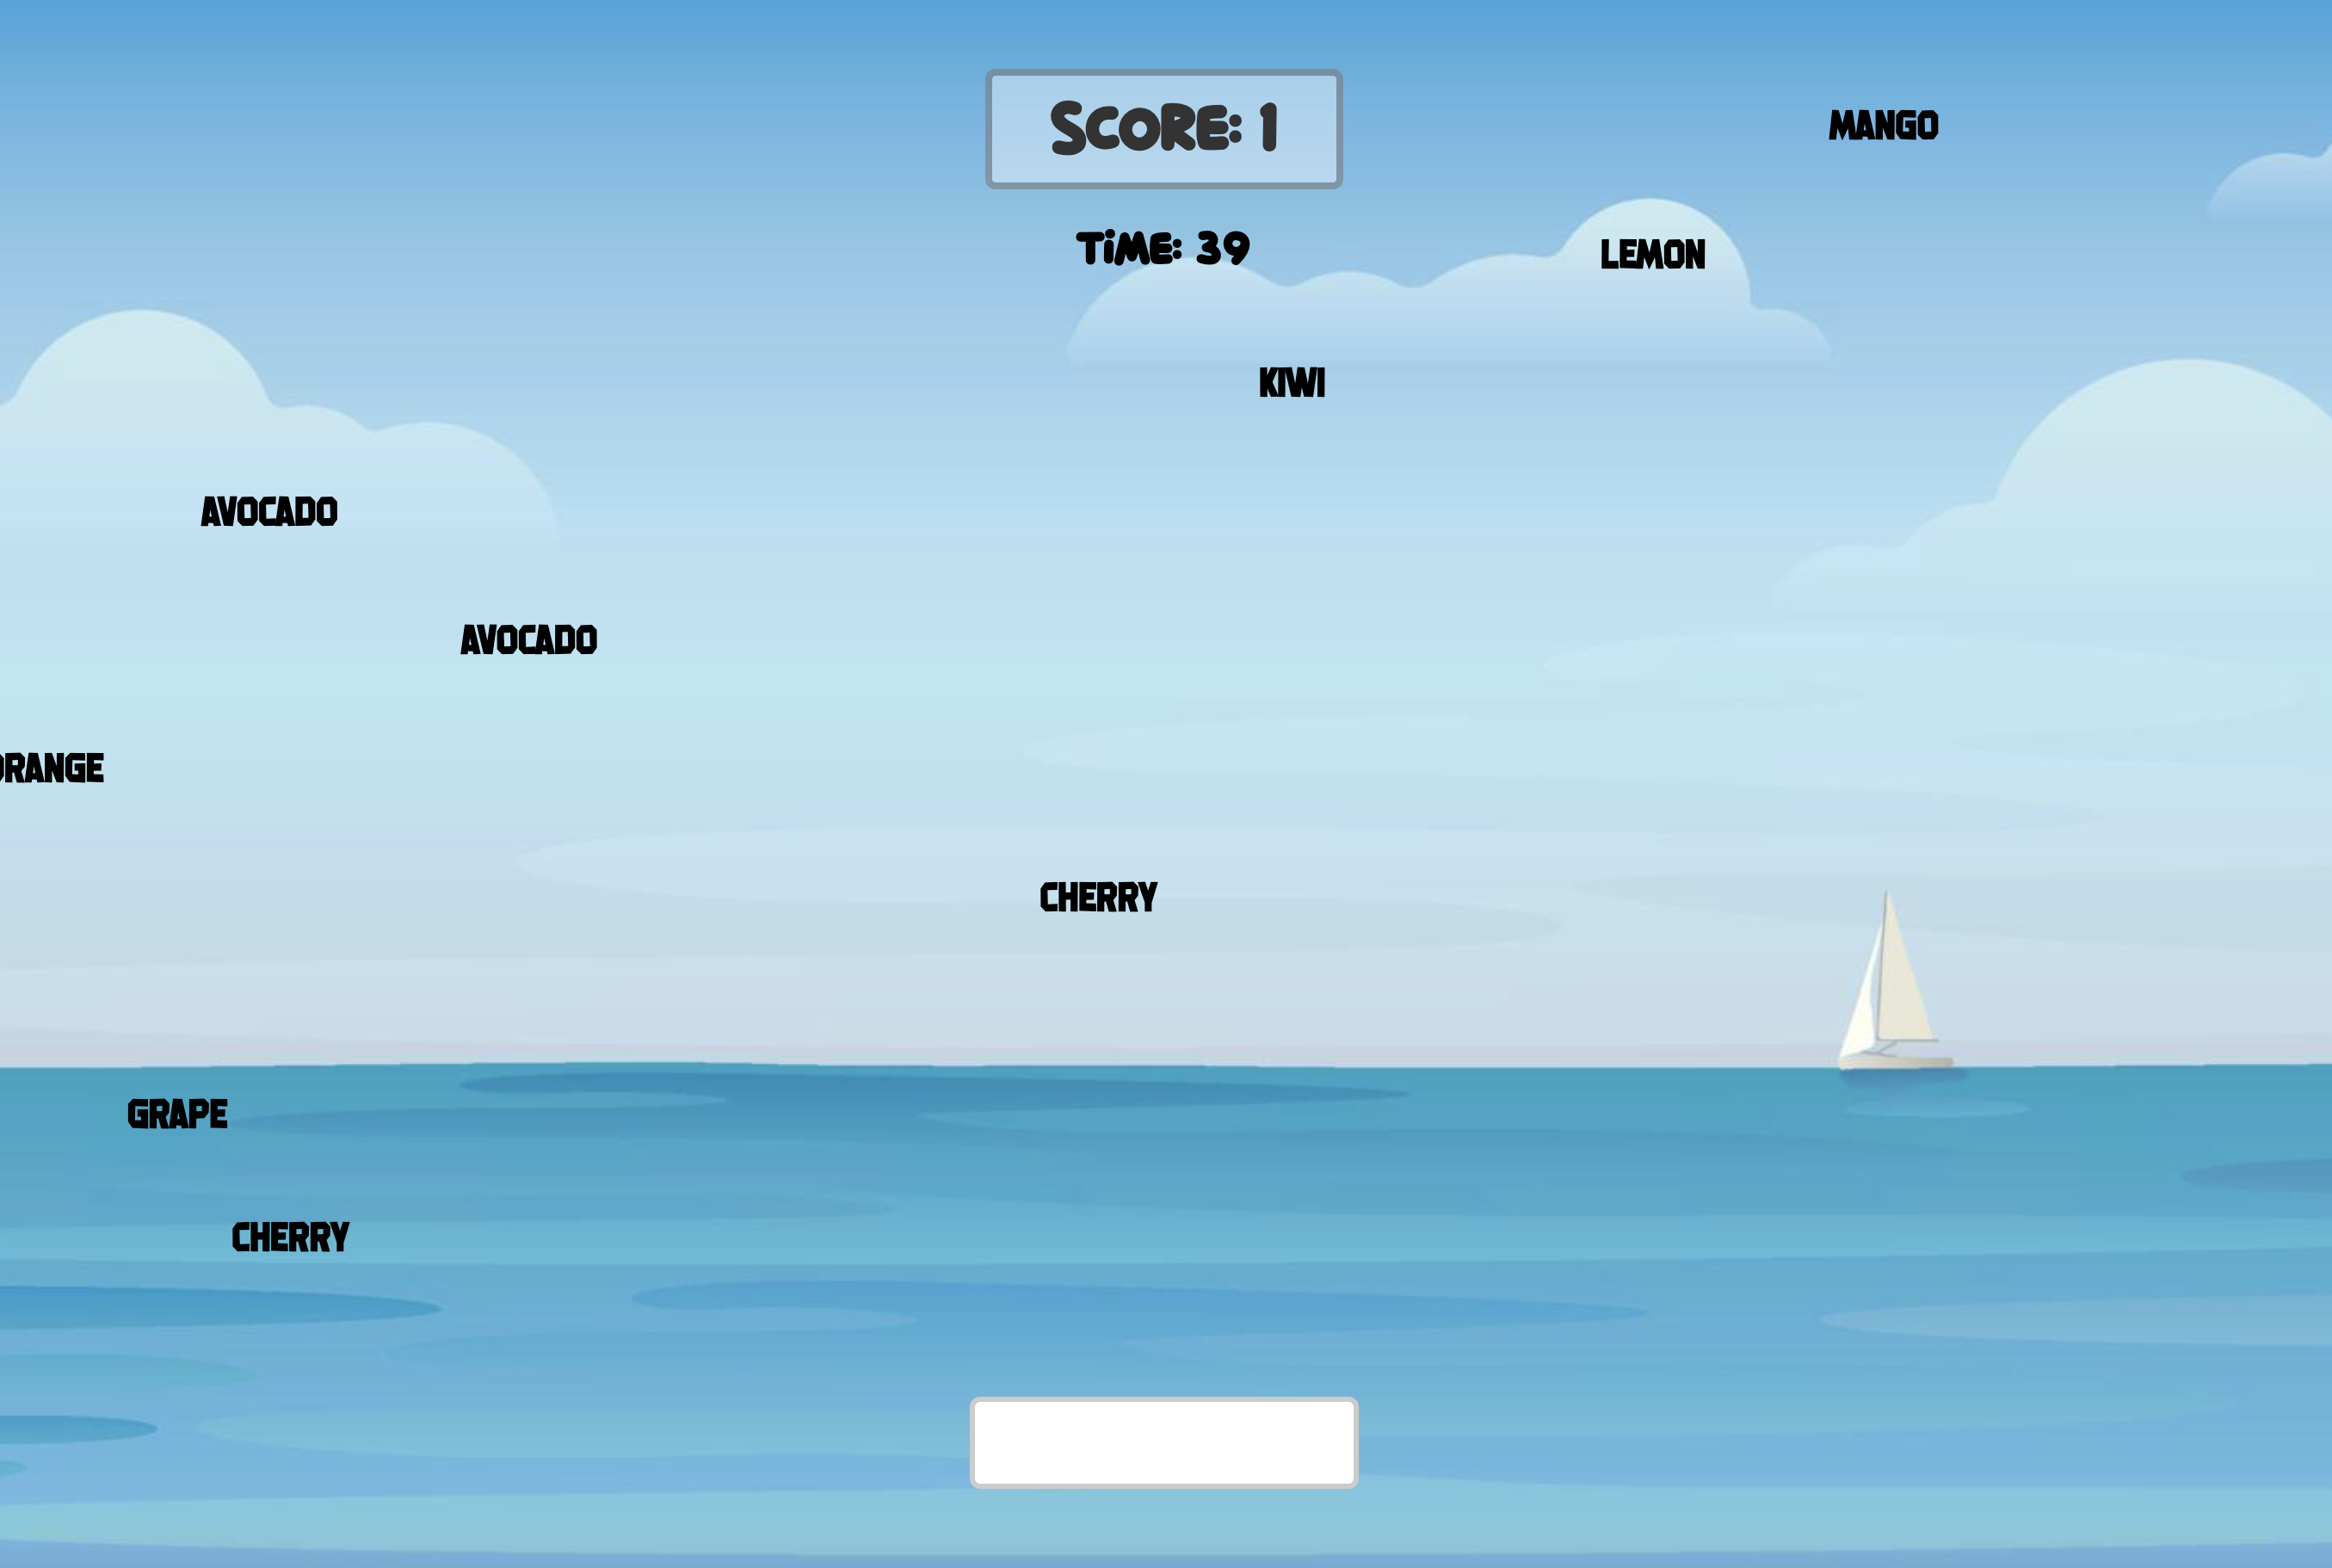 SCORE: 1
MANGO
TIME: 39
LEMON
KIWI
AVOCADO
AVOCADO
RANGE
CHERRY
GRAPE
CHERRY